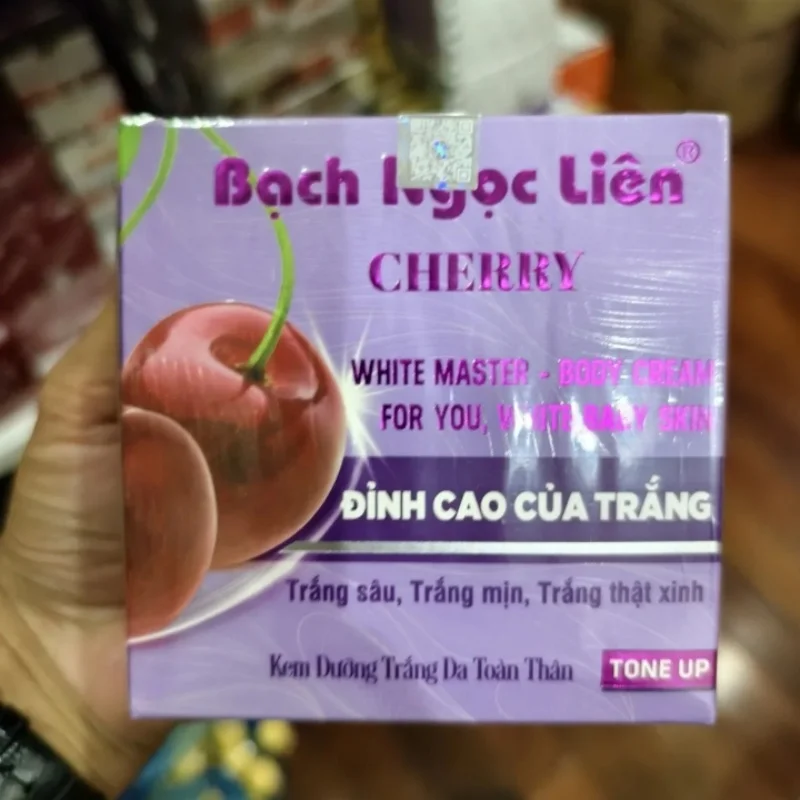 Bạch Ngọc Liên®
CHERRY
WHITE MASTER - BODY CREAM
FOR YOU, WHITE BABY SKIN
ĐỈNH CAO CỦA TRẮNG
Trắng sâu, Trắng mịn, Trắng thật xinh
Kem Dưỡng Trắng Da Toàn Thân
TONE UP